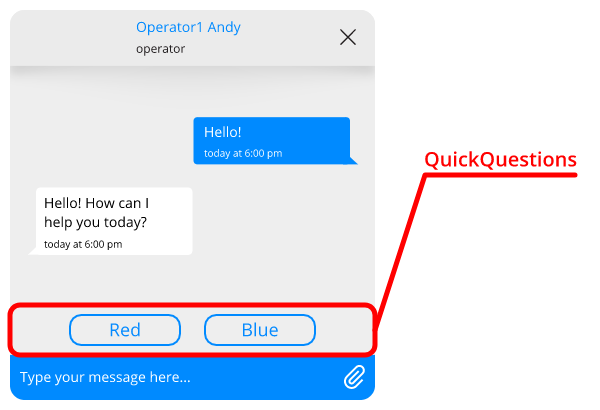 Operator1 Andy
operator
Hello!
today at 6:00 pm
QuickQuestions
Hello! How can I
help you today?
today at 6:00 pm
Red
Blue
Type your message here...